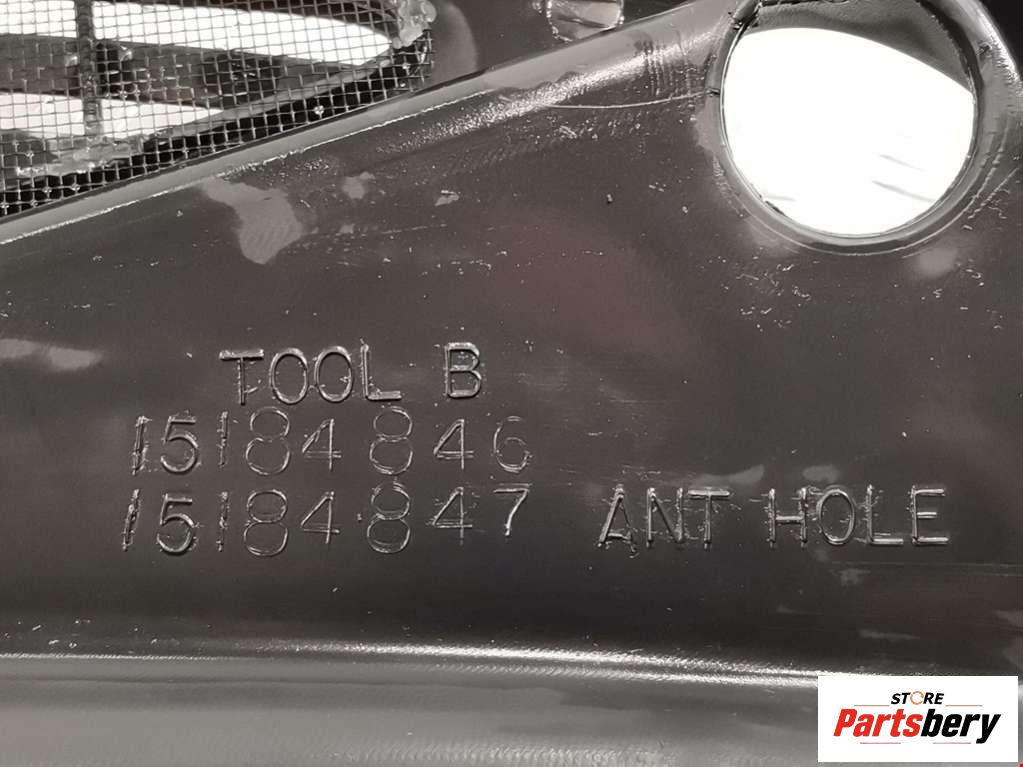 TOOL B
15184846
15184847 ANT HOLE
STORE
Partsbery